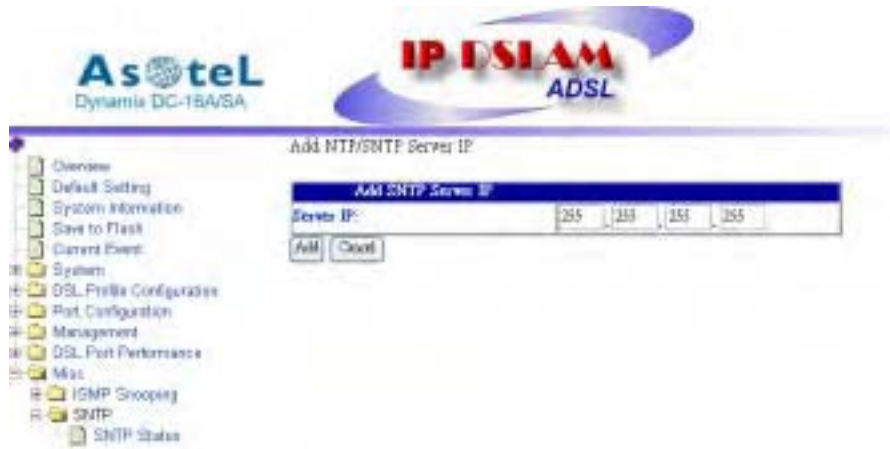 AsoteL
Dynamix DC-16A/SA
IP DSLAM
ADSL
Add NTP/SNTP Server IP
Overview
Default Setting
System Information
Save to Flash
Current Event
System
DSL Profile Configuration
Port Configuration
Management
DSL Port Performance
Misc
IGMP Snooping
SNTP
SNTP Status
Add SNTP Server IP
Server IP:
255 . 255 . 255 . 255
Add Cancel